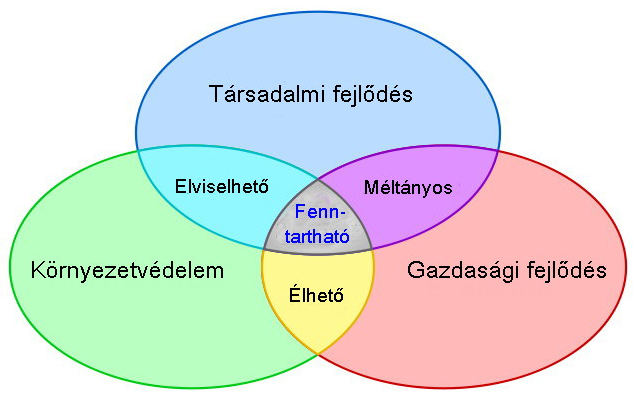 Társadalmi fejlődés
Elviselhető
Méltányos
Fenn-
tartható
Környezetvédelem
Gazdasági fejlődés
Élhető